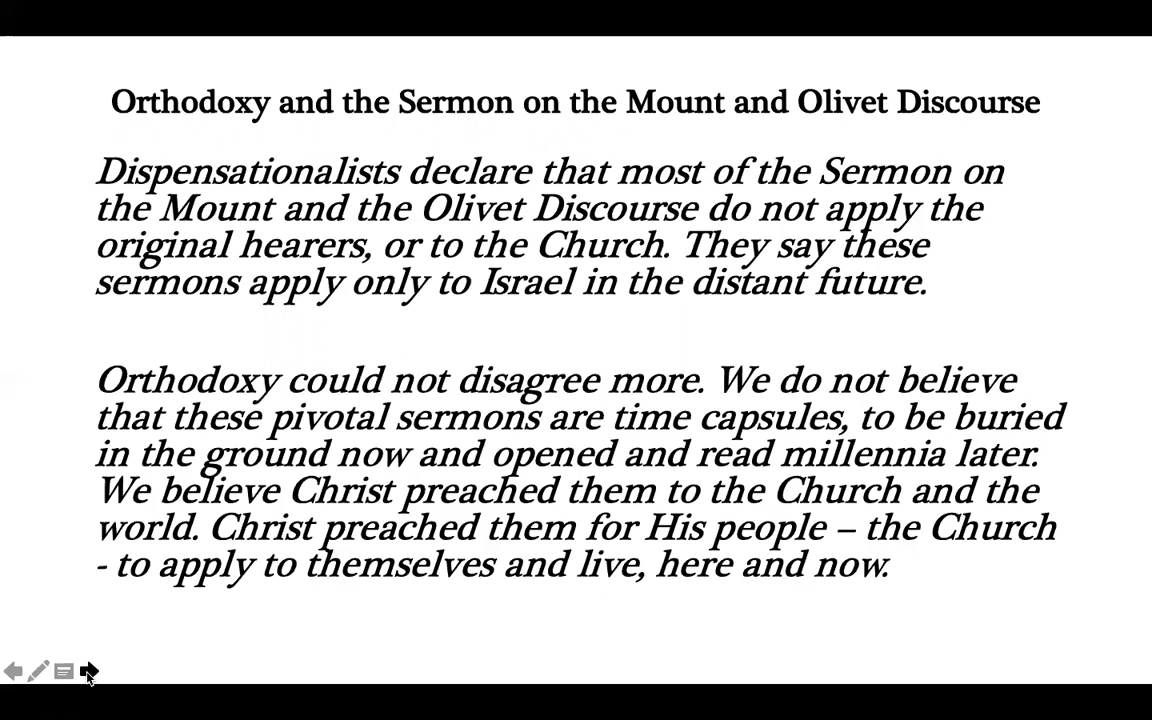 Orthodoxy and the Sermon on the Mount and Olivet Discourse
Dispensationalists declare that most of the Sermon on
the Mount and the Olivet Discourse do not apply the
original hearers, or to the Church. They say these
sermons apply only to Israel in the distant future.
Orthodoxy could not disagree more. We do not believe
that these pivotal sermons are time capsules, to be buried
in the ground now and opened and read millennia later.
We believe Christ preached them to the Church and the
world. Christ preached them for His people – the Church
- to apply to themselves and live, here and now.